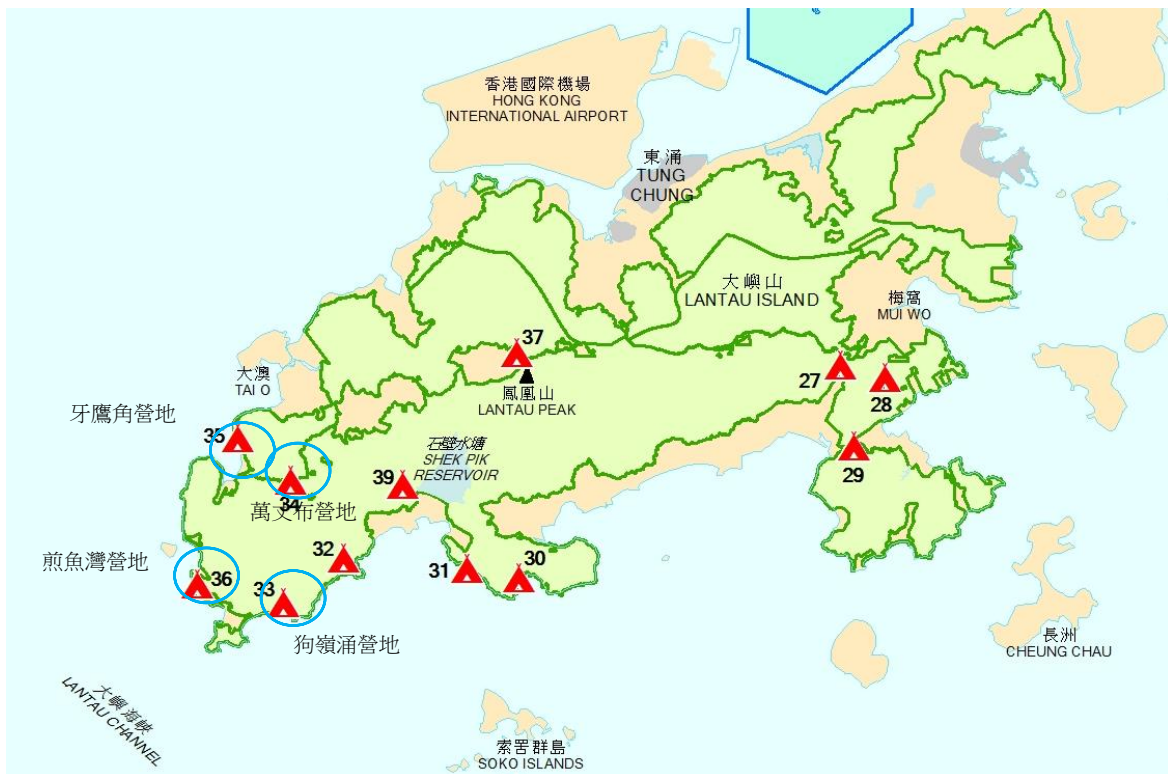 香港國際機場
HONG KONG
INTERNATIONAL AIRPORT
東涌
TUNG
CHUNG
大嶼山
LANTAU ISLAND
梅窩
MUI WO
37
鳳凰山
LANTAU PEAK
27
28
29
大澳
TAI O
牙鷹角營地
35
石壁水塘
SHEK PIK
RESERVOIR
39
34
萬丈布營地
煎魚灣營地
36
32
33
31
30
狗嶺涌營地
長洲
CHEUNG CHAU
大嶼海峽
LANTAU CHANNEL
索罟群島
SOKO ISLANDS